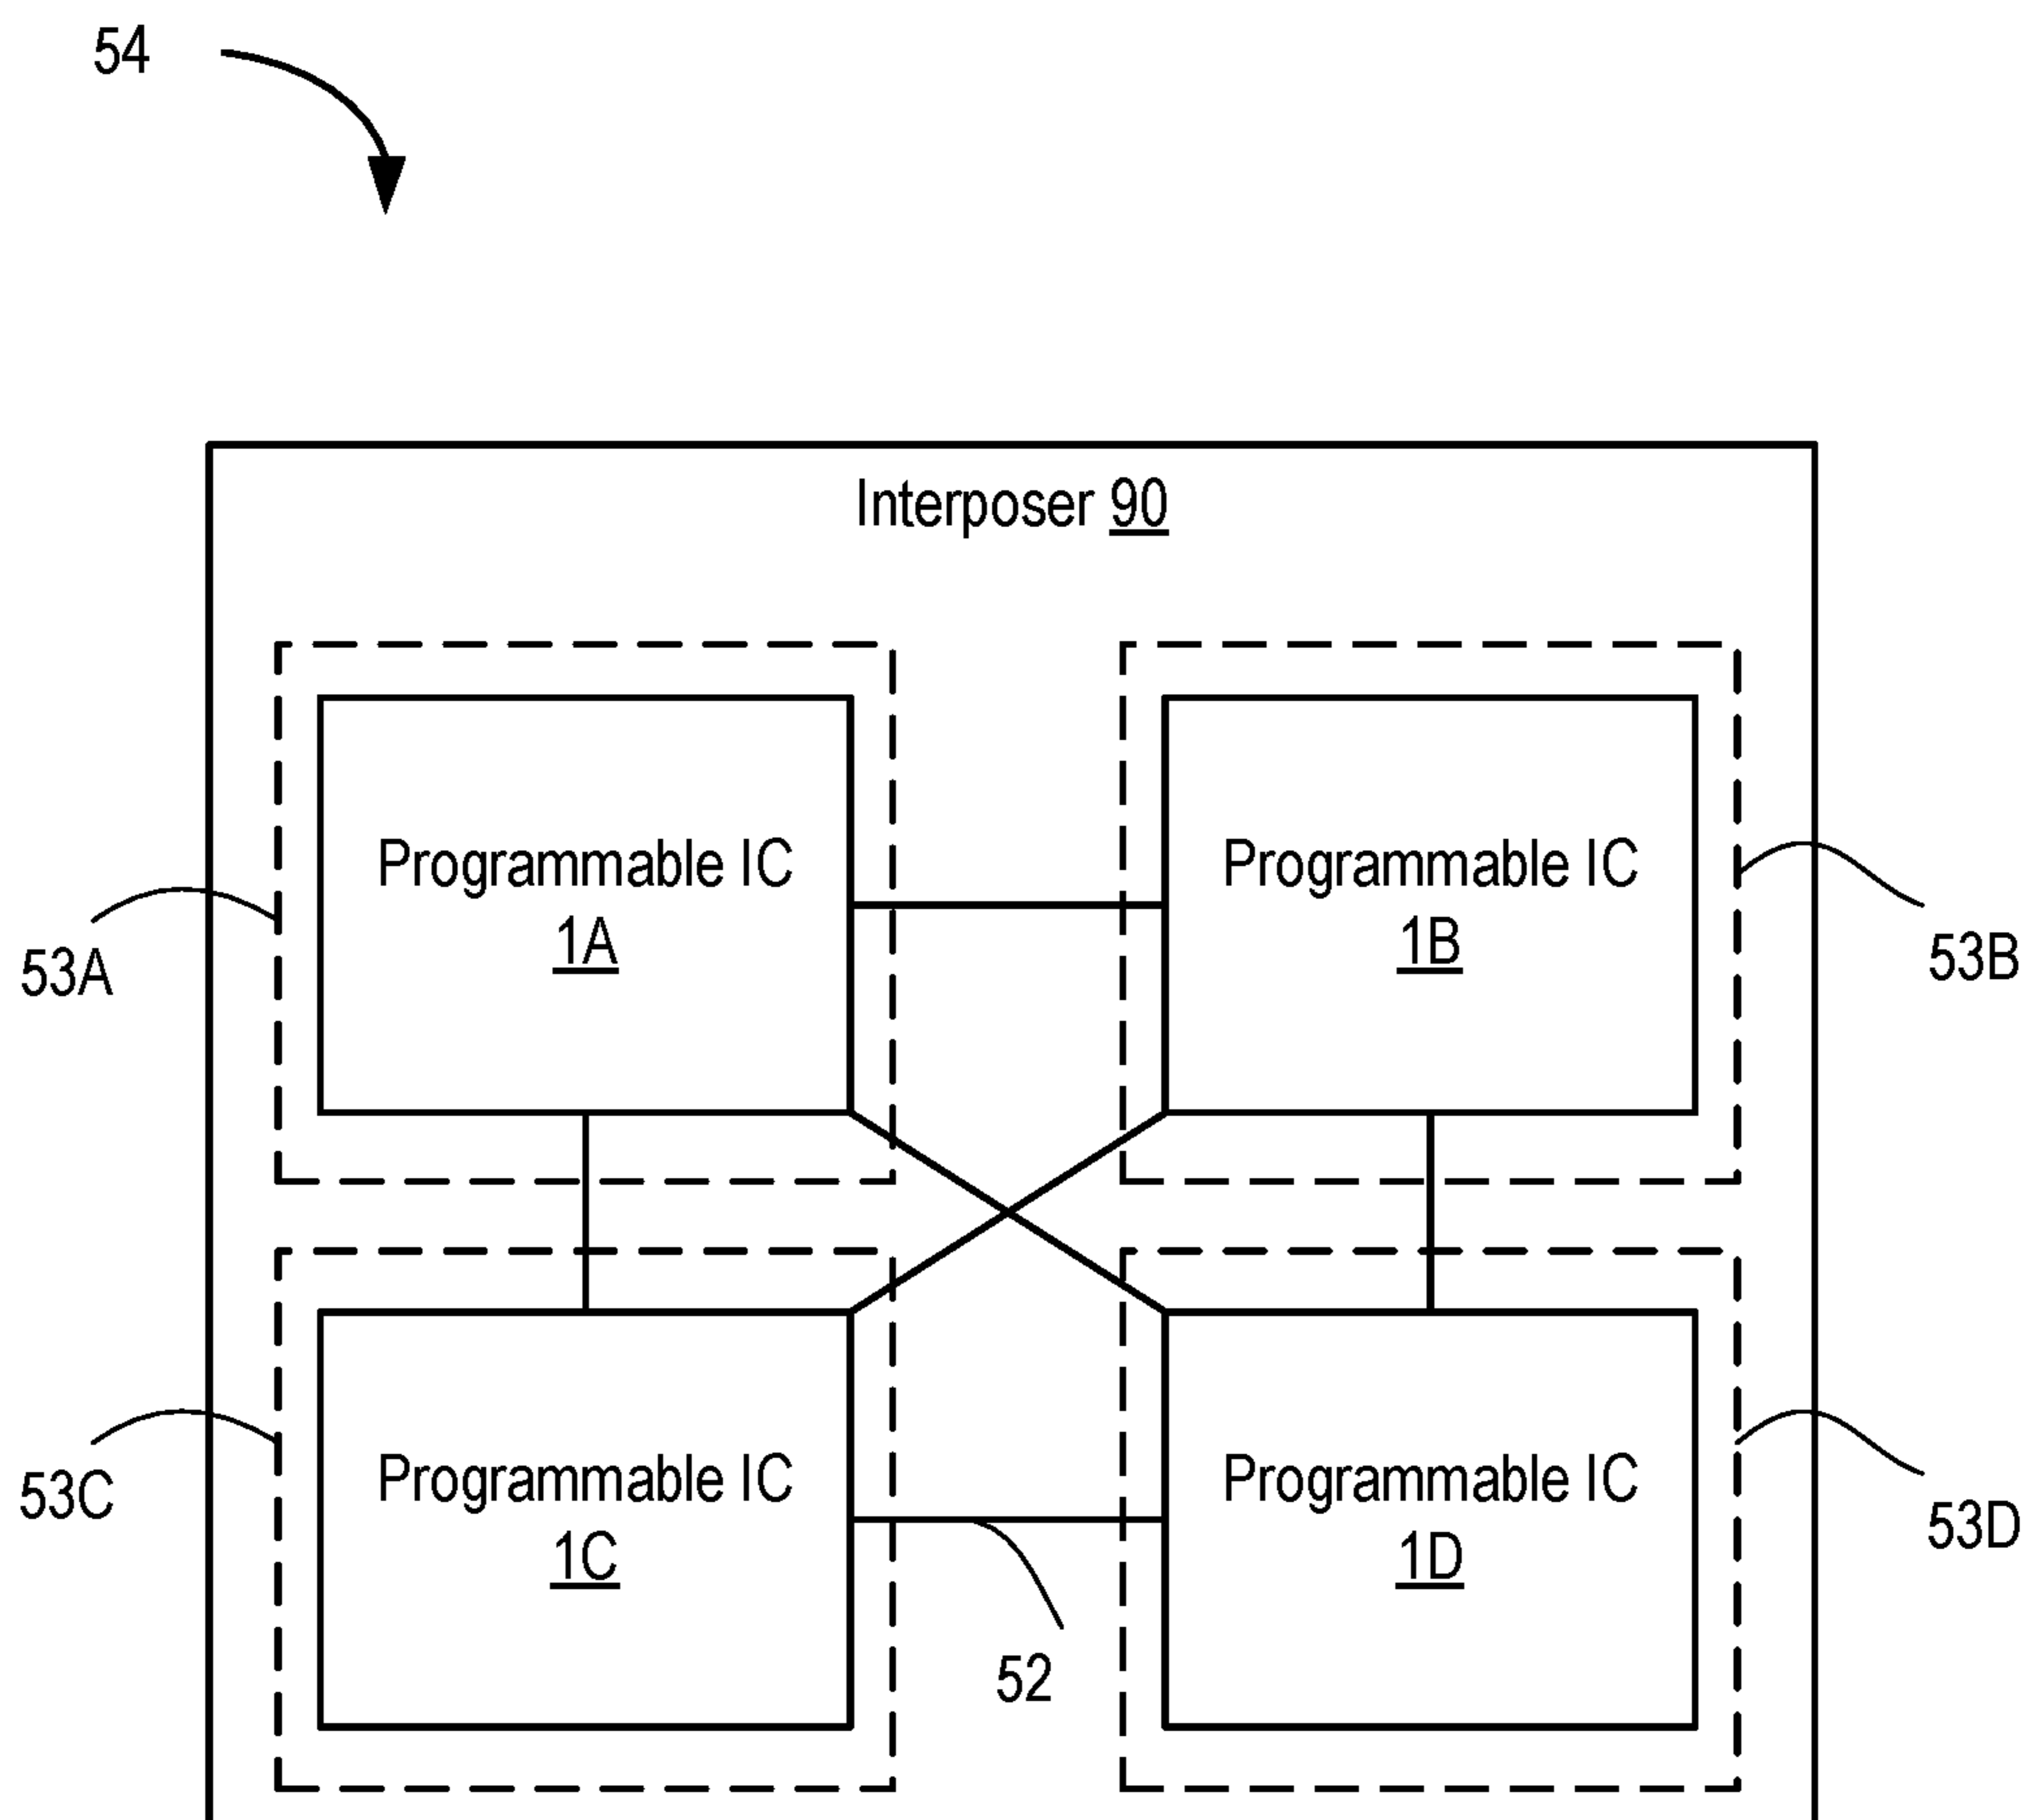 54
Interposer 90
Programmable IC
1A
Programmable IC
1B
53A
53B
Programmable IC
1C
Programmable IC
1D
53C
53D
52